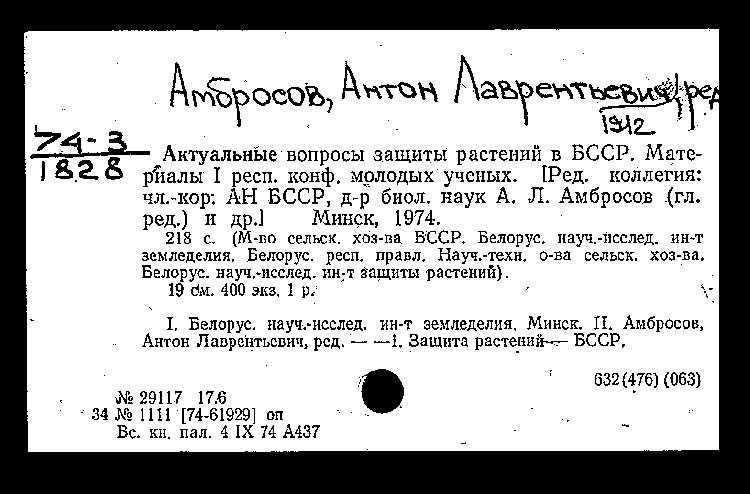 Амбросов, Антон Лаврентьевич, ред
1912
74-3
1828
Актуальные вопросы защиты растений в БССР. Мате-
риалы I респ. конф. молодых ученых. [Ред. коллегия:
чл.-кор. АН БССР, д-р биол. наук А. Л. Амбросов (гл.
ред.) и др.] Минск, 1974.
218 с. (М-во сельск. хоз-ва БССР. Белорус. науч.-исслед. ин-т
земледелия. Белорус. респ. правл. Науч.-техн. о-ва сельск. хоз-ва.
Белорус. науч.-исслед. ин-т защиты растений).
19 см. 400 экз. 1 р.
I. Белорус. науч.-исслед. ин-т земледелия. Минск. II. Амбросов,
Антон Лаврентьевич, ред. — —1. Защита растений — БССР.
632(476) (063)
№ 29117 17.6
34 № 1111 [74-61929] оп
Вс. кн. пал. 4 IX 74 А437